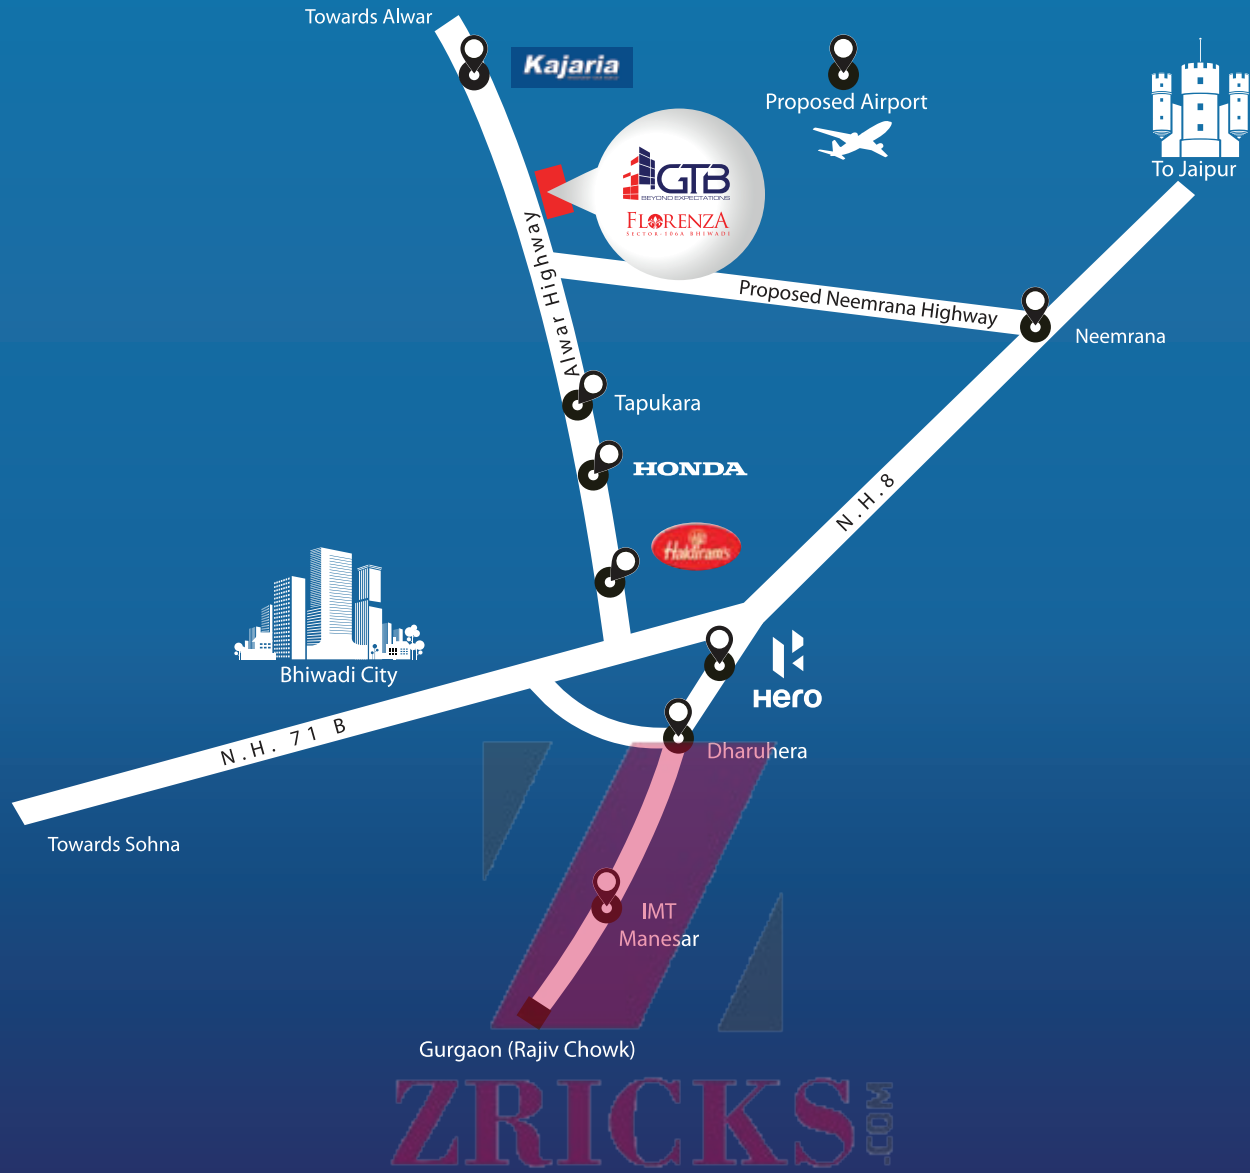 Towards Alwar
Kajaria
Proposed Airport
To Jaipur
GTB
BEYOND EXPECTATIONS
FLORENZA
SECTOR-106A BHIWADI
Alwar Highway
Proposed Neemrana Highway
Neemrana
Tapukara
HONDA
N.H.8
Haldiram's
Bhiwadi City
Hero
N.H. 71 B
Dharuhera
Towards Sohna
IMT
Manesar
Gurgaon (Rajiv Chowk)
ZRICKS
.COM